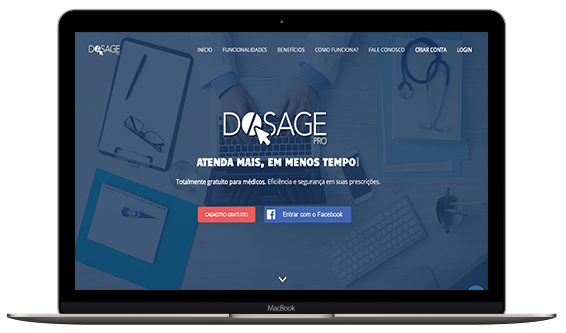 DOSAGE
INÍCIO FUNCIONALIDADES BENEFÍCIOS COMO FUNCIONA? FALE CONOSCO CRIAR CONTA LOGIN
DOSAGE
PRO
ATENDA MAIS, EM MENOS TEMPO
Totalmente gratuito para médicos. Eficiência e segurança em suas prescrições.
CADASTRO GRATUITO Entrar com o Facebook
MacBook